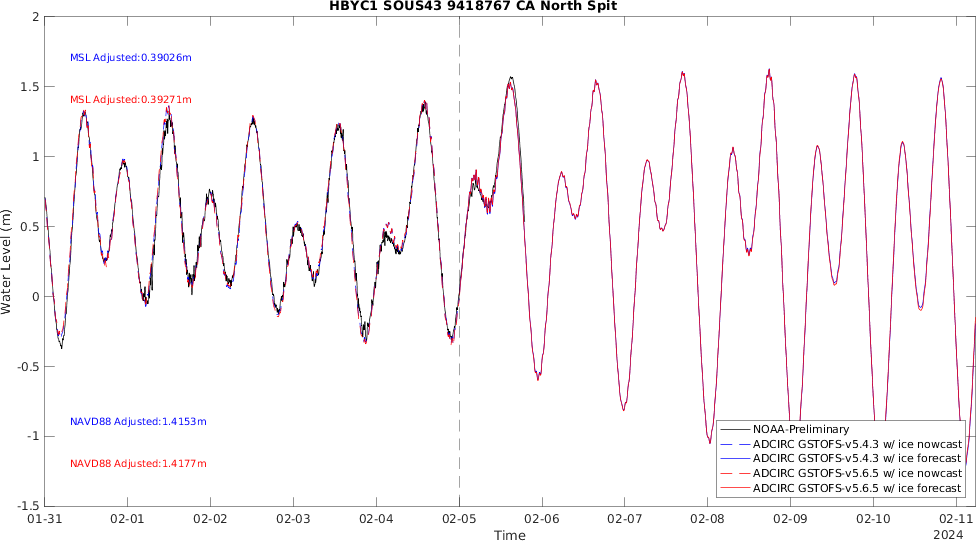 HBYC1 SOUS43 9418767 CA North Spit
2
1.5
1
0.5
0
-0.5
-1
-1.5
Water Level (m)
MSL Adjusted:0.39026m
MSL Adjusted:0.39271m
NAVD88 Adjusted:1.4153m
NAVD88 Adjusted:1.4177m
NOAA-Preliminary
ADCIRC GSTOFS-v5.4.3 w/ ice nowcast
ADCIRC GSTOFS-v5.4.3 w/ ice forecast
ADCIRC GSTOFS-v5.6.5 w/ ice nowcast
ADCIRC GSTOFS-v5.6.5 w/ ice forecast
01-31 02-01 02-02 02-03 02-04 02-05 02-06 02-07 02-08 02-09 02-10 02-11
2024
Time